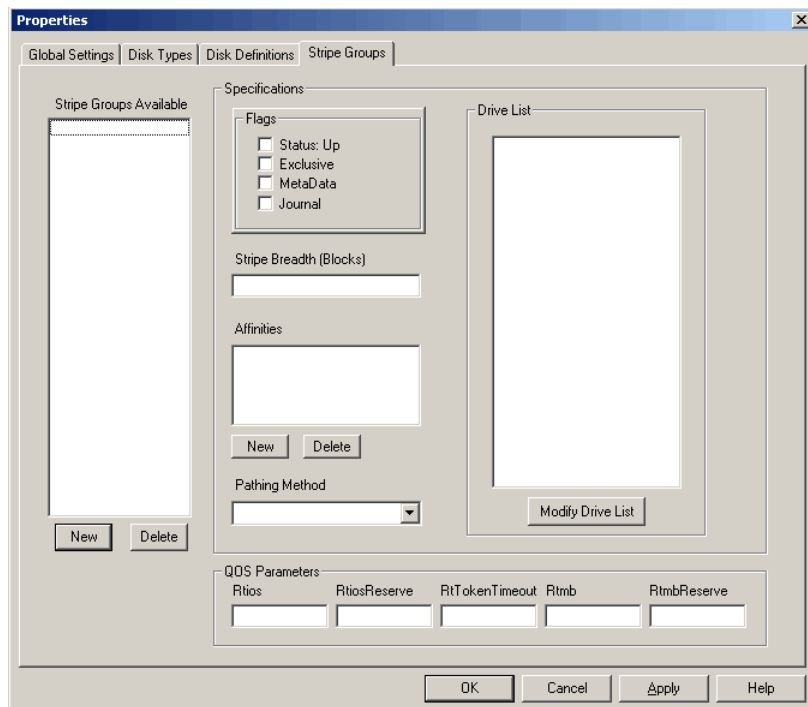 Properties
Global Settings
Disk Types
Disk Definitions
Stripe Groups
Stripe Groups Available
New
Delete
Specifications
Flags
Status: Up
Exclusive
MetaData
Journal
Stripe Breadth (Blocks)
Affinities
New
Delete
Pathing Method
Drive List
Modify Drive List
QOS Parameters
Rtios
RtiosReserve
RtTokenTimeout
Rtmb
RtmbReserve
OK
Cancel
Apply
Help